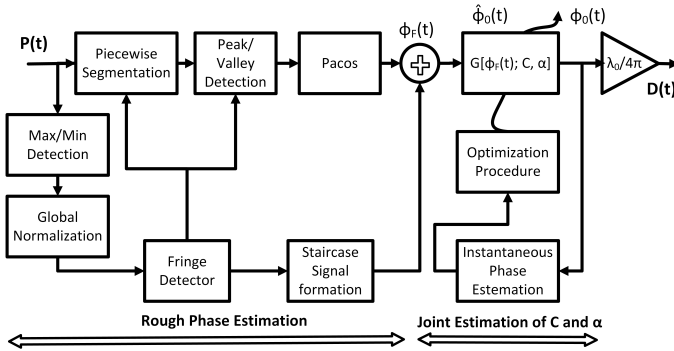 P(t)
Piecewise
Segmentation
Peak/
Valley
Detection
Pacos
ϕF(t)
ϕ̂0(t)
ϕ0(t)
G[ϕF(t); C, α]
λ0/4π
D(t)
Max/Min
Detection
Global
Normalization
Optimization
Procedure
Fringe
Detector
Staircase
Signal
formation
Instantaneous
Phase
Estemation
Rough Phase Estimation
Joint Estimation of C and α